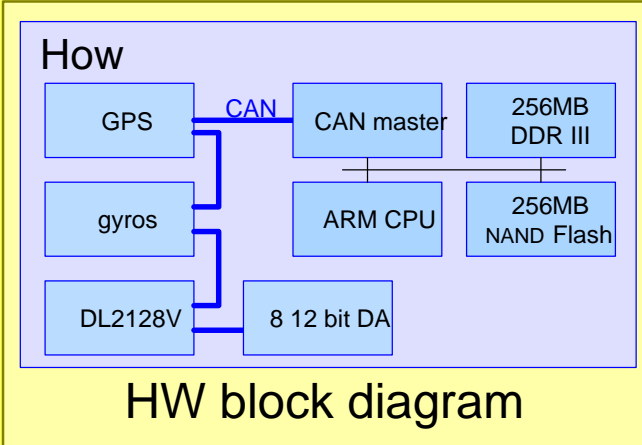 How
GPS
CAN
CAN master
256MB
DDR III
gyros
ARM CPU
256MB
NAND Flash
DL2128V
8 12 bit DA
HW block diagram